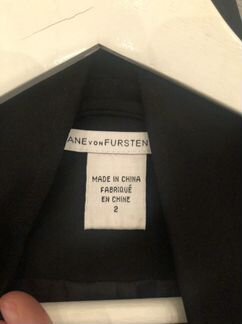 ANE VON FURSTEN
MADE IN CHINA
FABRIQUÉ
EN CHINE
2